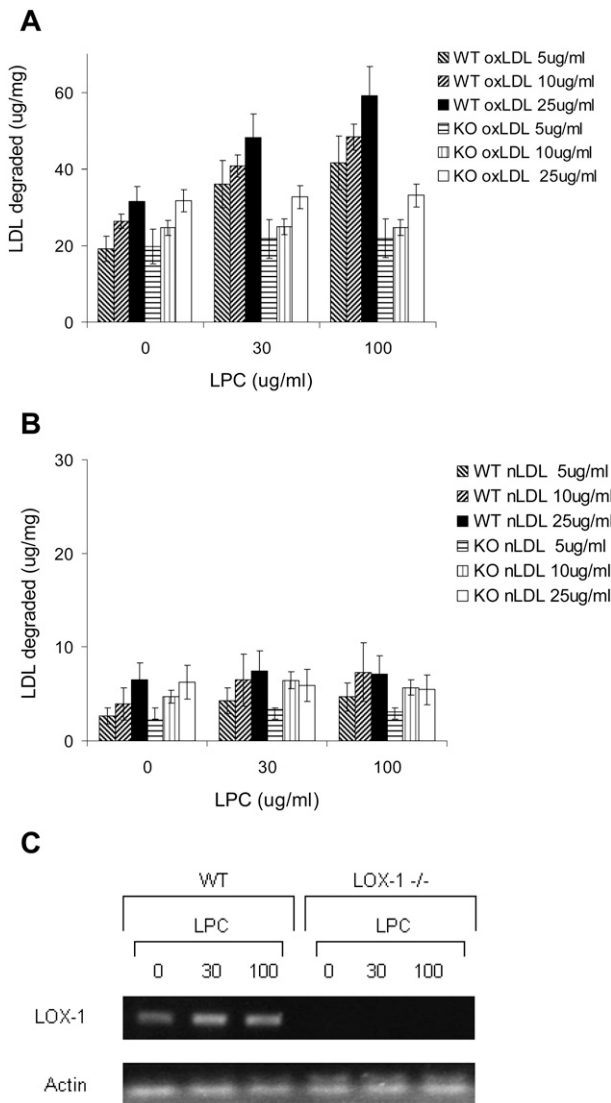 A
LDL degraded (ug/mg)
60
40
20
0
0 30 100
LPC (ug/ml)
WT oxLDL 5ug/ml
WT oxLDL 10ug/ml
WT oxLDL 25ug/ml
KO oxLDL 5ug/ml
KO oxLDL 10ug/ml
KO oxLDL 25ug/ml
B
LDL degraded (ug/mg)
30
20
10
0
0 30 100
LPC (ug/ml)
WT nLDL 5ug/ml
WT nLDL 10ug/ml
WT nLDL 25ug/ml
KO nLDL 5ug/ml
KO nLDL 10ug/ml
KO nLDL 25ug/ml
C
WT LOX-1 -/-
LPC LPC
0 30 100 0 30 100
LOX-1
Actin